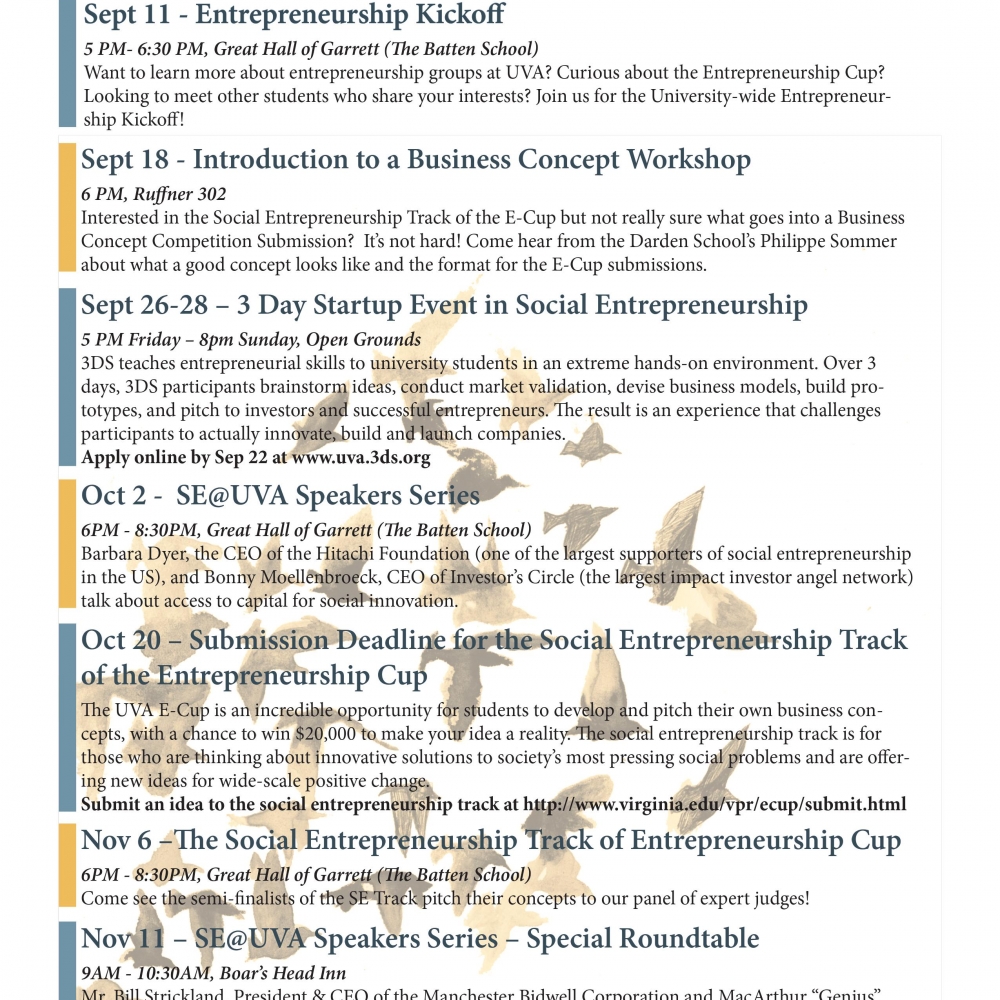 Sept 11 - Entrepreneurship Kickoff
5 PM- 6:30 PM, Great Hall of Garrett (The Batten School)
Want to learn more about entrepreneurship groups at UVA? Curious about the Entrepreneurship Cup?
Looking to meet other students who share your interests? Join us for the University-wide Entrepreneur-
ship Kickoff!
Sept 18 - Introduction to a Business Concept Workshop
6 PM, Ruffner 302
Interested in the Social Entrepreneurship Track of the E-Cup but not really sure what goes into a Business
Concept Competition Submission?  It's not hard! Come hear from the Darden School's Philippe Sommer
about what a good concept looks like and the format for the E-Cup submissions.
Sept 26-28 – 3 Day Startup Event in Social Entrepreneurship
5 PM Friday – 8pm Sunday, Open Grounds
3DS teaches entrepreneurial skills to university students in an extreme hands-on environment. Over 3
days, 3DS participants brainstorm ideas, conduct market validation, devise business models, build pro-
totypes, and pitch to investors and successful entrepreneurs. The result is an experience that challenges
participants to actually innovate, build and launch companies.
Apply online by Sep 22 at www.uva.3ds.org
Oct 2 -  SE@UVA Speakers Series
6PM - 8:30PM, Great Hall of Garrett (The Batten School)
Barbara Dyer, the CEO of the Hitachi Foundation (one of the largest supporters of social entrepreneurship
in the US), and Bonny Moellenbroeck, CEO of Investor's Circle (the largest impact investor angel network)
talk about access to capital for social innovation.
Oct 20 – Submission Deadline for the Social Entrepreneurship Track
of the Entrepreneurship Cup
The UVA E-Cup is an incredible opportunity for students to develop and pitch their own business con-
cepts, with a chance to win $20,000 to make your idea a reality. The social entrepreneurship track is for
those who are thinking about innovative solutions to society's most pressing social problems and are offer-
ing new ideas for wide-scale positive change.
Submit an idea to the social entrepreneurship track at http://www.virginia.edu/vpr/ecup/submit.html
Nov 6 –The Social Entrepreneurship Track of Entrepreneurship Cup
6PM - 8:30PM, Great Hall of Garrett (The Batten School)
Come see the semi-finalists of the SE Track pitch their concepts to our panel of expert judges!
Nov 11 – SE@UVA Speakers Series – Special Roundtable
9AM - 10:30AM, Boar's Head Inn
Mr. Bill Strickland, President & CEO of the Manchester Bidwell Corporation and MacArthur "Genius"